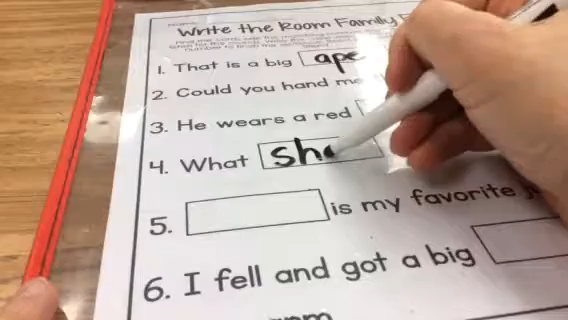 Write the Room Family
1. That is a big ape
2. Could you hand me
3. He wears a red
4. What sha
5. is my favorite
6. I fell and got a big